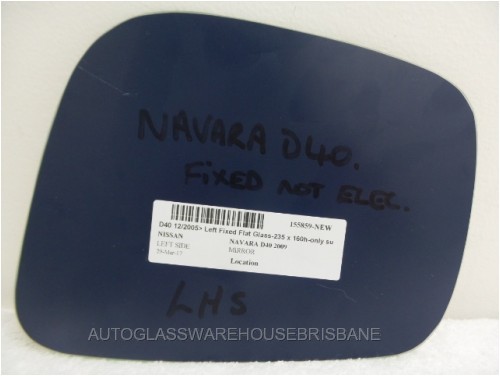 NAVARA D40.
FixED NOT ELEC.
155859-NEW
D40 12/2005> Left Fixed Flat Glass-235 x 160h-only su
NISSAN NAVARA D40 2009
LEFT SIDE MIRROR
Location
LHS
AUTOGLASSWAREHOUSEBRISBANE